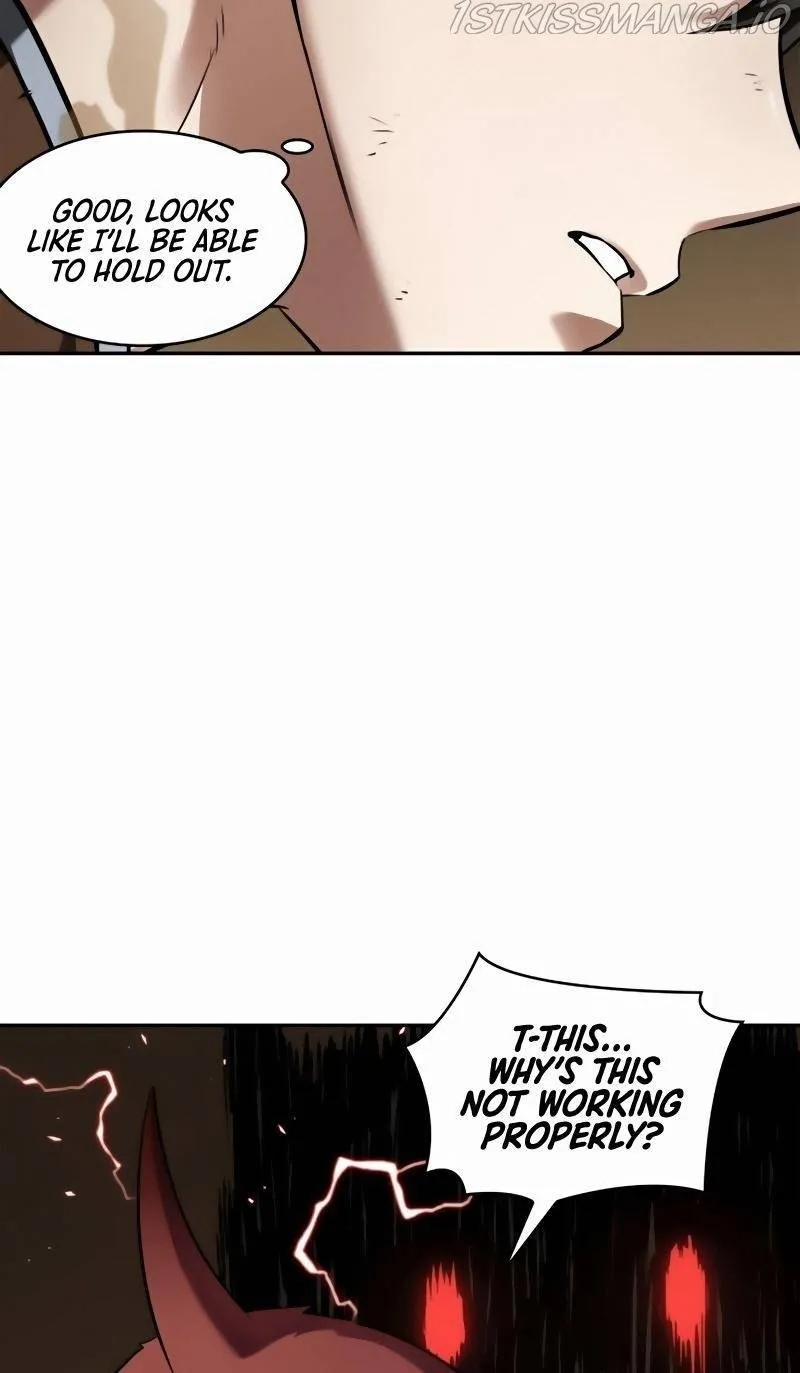 1STKISSMANGA.IO
GOOD, LOOKS
LIKE I'LL BE ABLE
TO HOLD OUT.
T-THIS...
WHY'S THIS
NOT WORKING
PROPERLY?